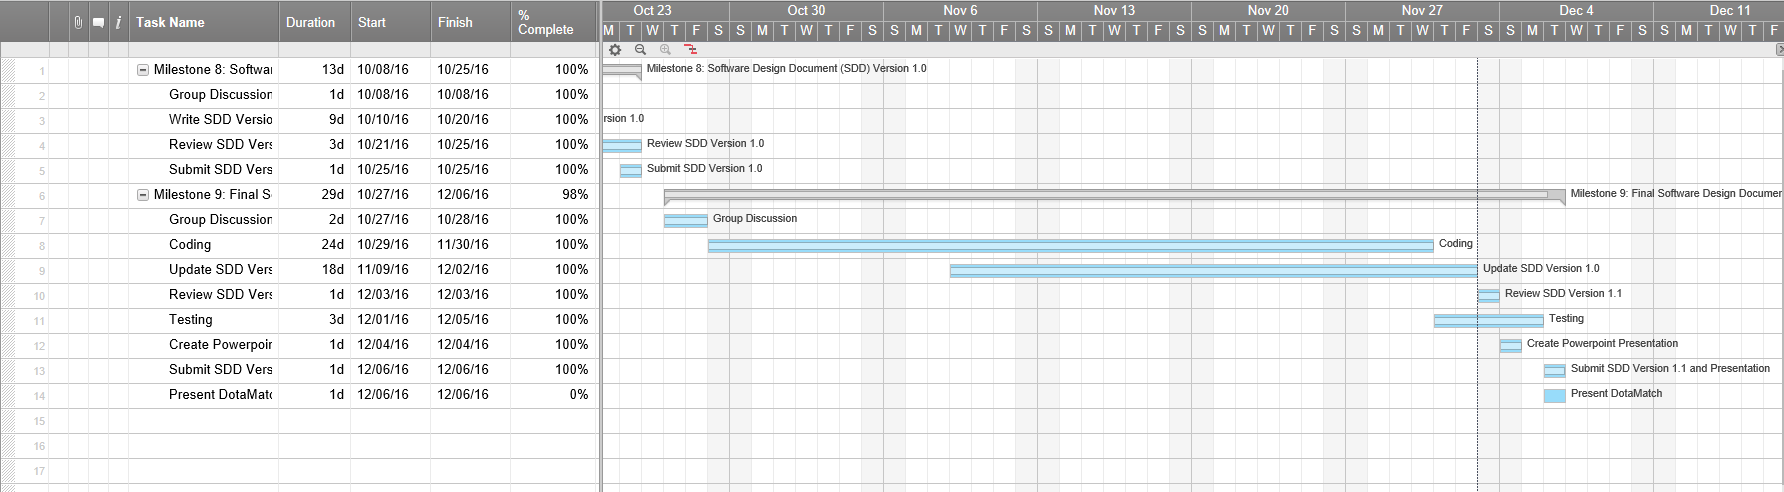 Oct 23 Oct 30 Nov 6 Nov 13 Nov 20 Nov 27 Dec 4 Dec 11
i Task Name Duration Start Finish % Complete
M T W T F S S M T W T F S S M T W T F S S M T W T F S S M T W T F S S M T W T F S S M T W T F S S M T W T F
1 Milestone 8: Softwa 13d 10/08/16 10/25/16 100% Milestone 8: Software Design Document (SDD) Version 1.0
2 Group Discussion 1d 10/08/16 10/08/16 100%
3 Write SDD Versio 9d 10/10/16 10/20/16 100% rsion 1.0
4 Review SDD Vers 3d 10/21/16 10/25/16 100% Review SDD Version 1.0
5 Submit SDD Vers 1d 10/25/16 10/25/16 100% Submit SDD Version 1.0
6 Milestone 9: Final S 29d 10/27/16 12/06/16 98% Milestone 9: Final Software Design Documer
7 Group Discussion 2d 10/27/16 10/28/16 100% Group Discussion
8 Coding 24d 10/29/16 11/30/16 100% Coding
9 Update SDD Vers 18d 11/09/16 12/02/16 100% Update SDD Version 1.0
10 Review SDD Vers 1d 12/03/16 12/03/16 100% Review SDD Version 1.1
11 Testing 3d 12/01/16 12/05/16 100% Testing
12 Create Powerpoir 1d 12/04/16 12/04/16 100% Create Powerpoint Presentation
13 Submit SDD Vers 1d 12/06/16 12/06/16 100% Submit SDD Version 1.1 and Presentation
14 Present DotaMatc 1d 12/06/16 12/06/16 0% Present DotaMatch
15
16
17